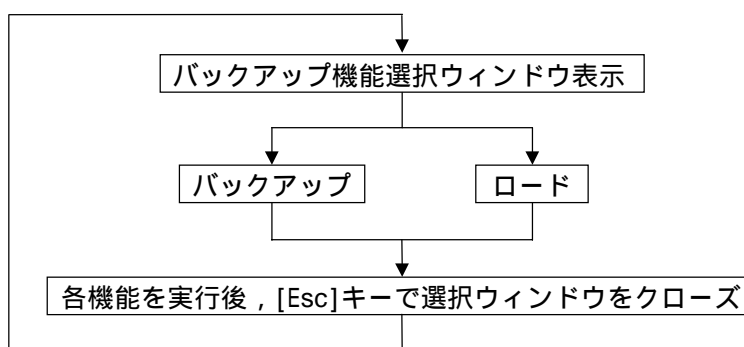 バックアップ機能選択ウィンドウ表示
バックアップ
ロード
各機能を実行後，[Esc]キーで選択ウィンドウをクローズ